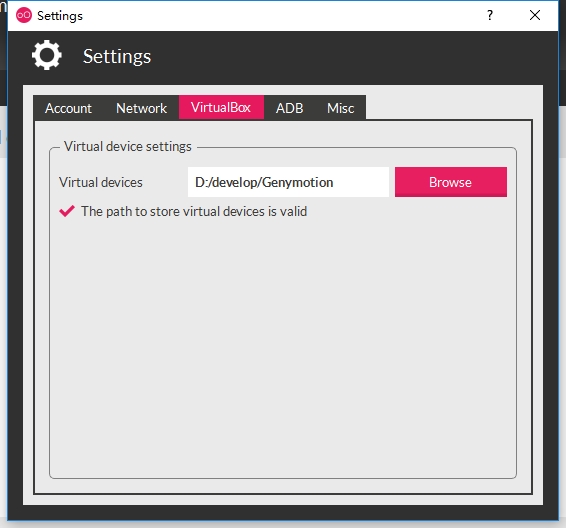 Settings
?
Settings
Account Network VirtualBox ADB Misc
Virtual device settings
Virtual devices D:/develop/Genymotion Browse
The path to store virtual devices is valid